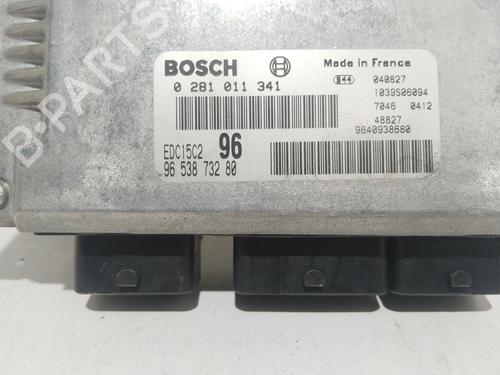 BOSCH
Made in France
0 281 011 341
040827
1039S06094
7046 0412
48827
9640938680
EDC15C2 96
96 538 732 80
B-PARTS